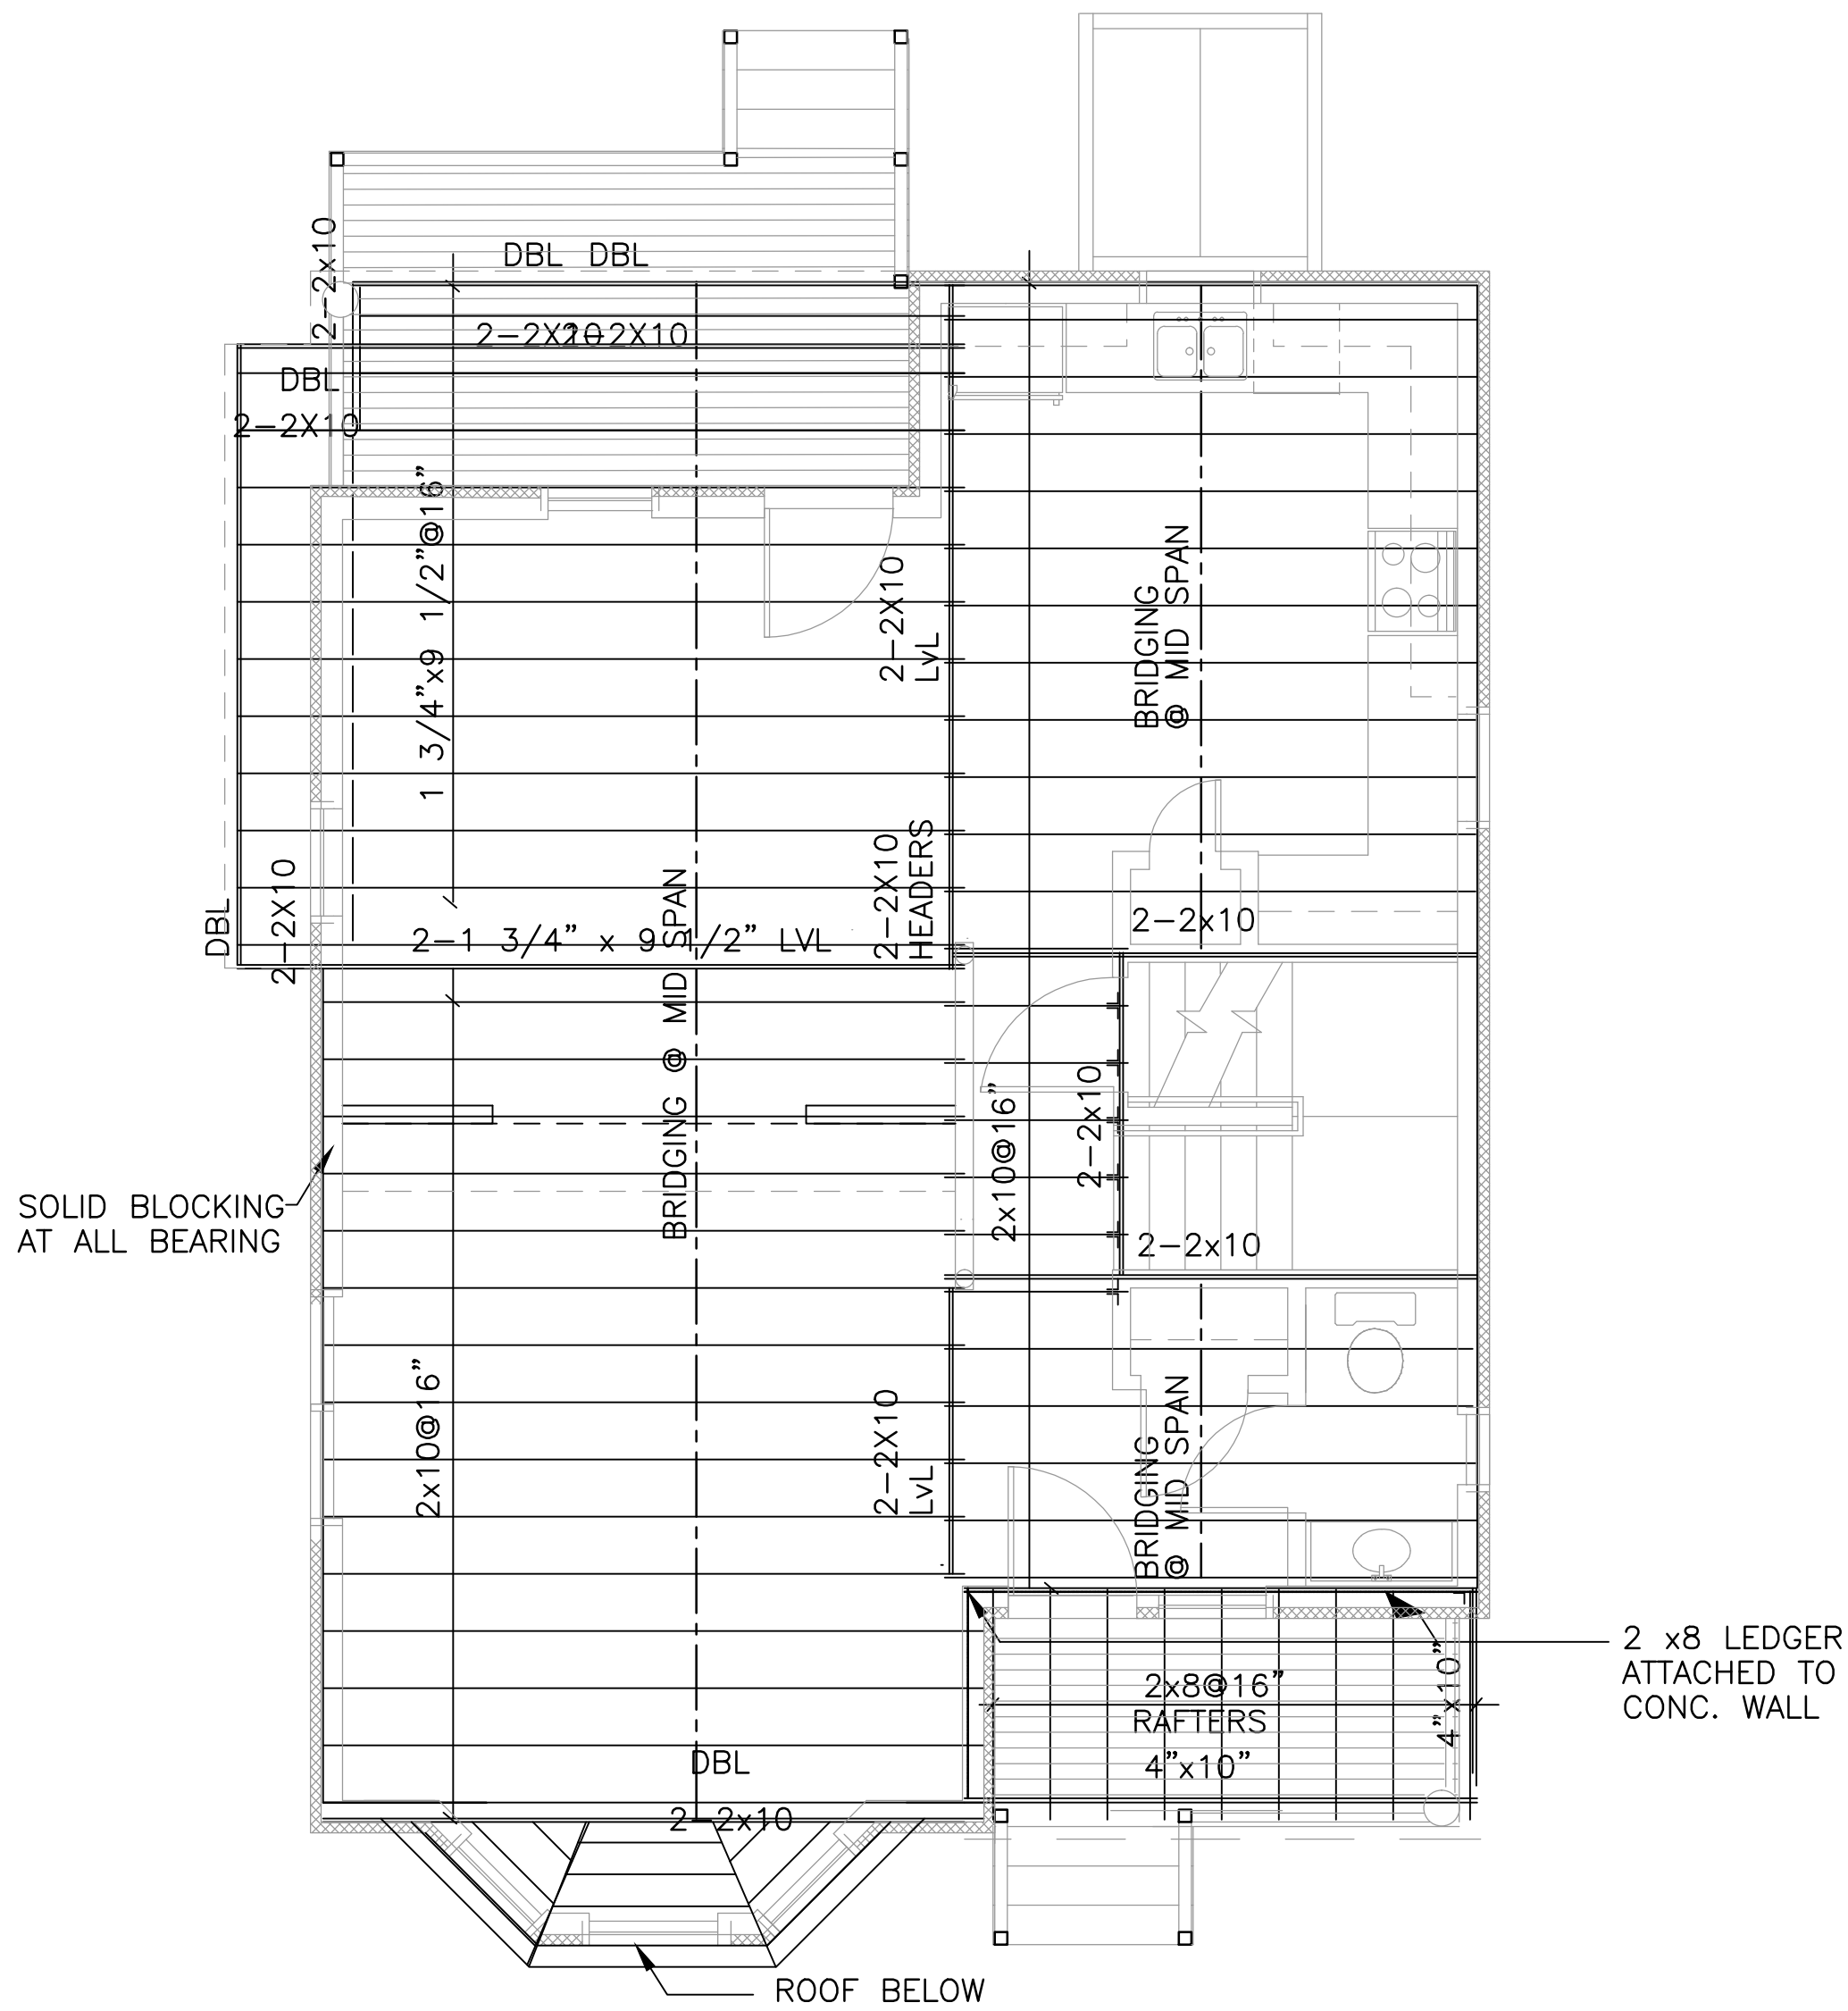 DBL DBL
2-2x10
2-2X10
2-2X10
DBL
2-2X10
1 3/4"x9 1/2"@16"
2-2X10
LvL
BRIDGING
@ MID SPAN
DBL
2-2X10
2-1 3/4" x 9 1/2" LVL
2-2X10
HEADERS
2-2x10
BRIDGING @ MID SPAN
2x10@16"
2-2x10
2-2x10
SOLID BLOCKING
AT ALL BEARING
2x10@16"
2-2X10
LvL
BRIDGING
@ MID SPAN
2 x8 LEDGER
ATTACHED TO
CONC. WALL
2x8@16"
RAFTERS
4"x10"
4"x10"
DBL
2-2x10
ROOF BELOW